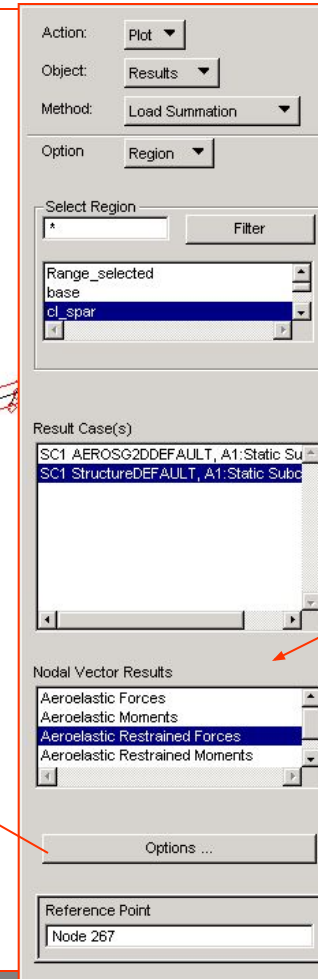 Action: Plot
Object: Results
Method: Load Summation
Option Region
Select Region
*
Filter
Range_selected
base
cl_spar
Result Case(s)
SC1 AEROSG2DDEFAULT, A1:Static Su
SC1 StructureDEFAULT, A1:Static Subc
Nodal Vector Results
Aeroelastic Forces
Aeroelastic Moments
Aeroelastic Restrained Forces
Aeroelastic Restrained Moments
Options ...
Reference Point
Node 267